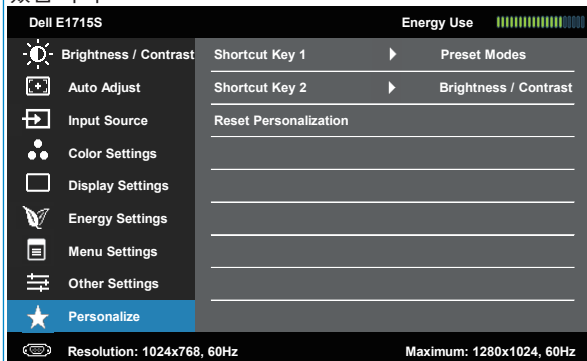 Dell E1715S Energy Use
Brightness / Contrast Shortcut Key 1 Preset Modes
Auto Adjust Shortcut Key 2 Brightness / Contrast
Input Source Reset Personalization
Color Settings
Display Settings
Energy Settings
Menu Settings
Other Settings
Personalize
Resolution: 1024x768, 60Hz Maximum: 1280x1024, 60Hz